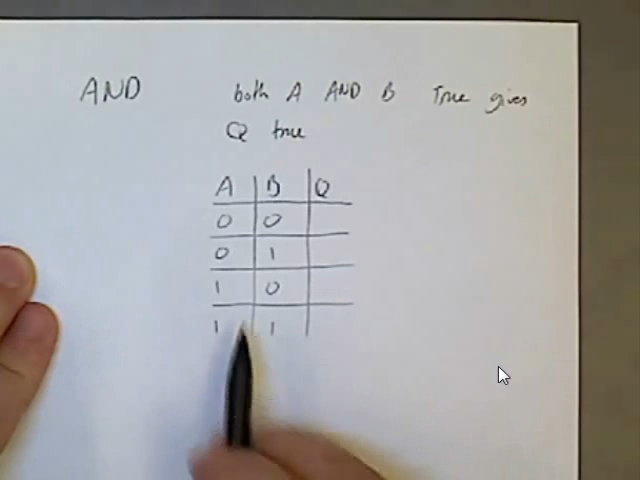 AND both A AND B True gives
Q true
A B Q
0 0
0 1
1 0
1 1